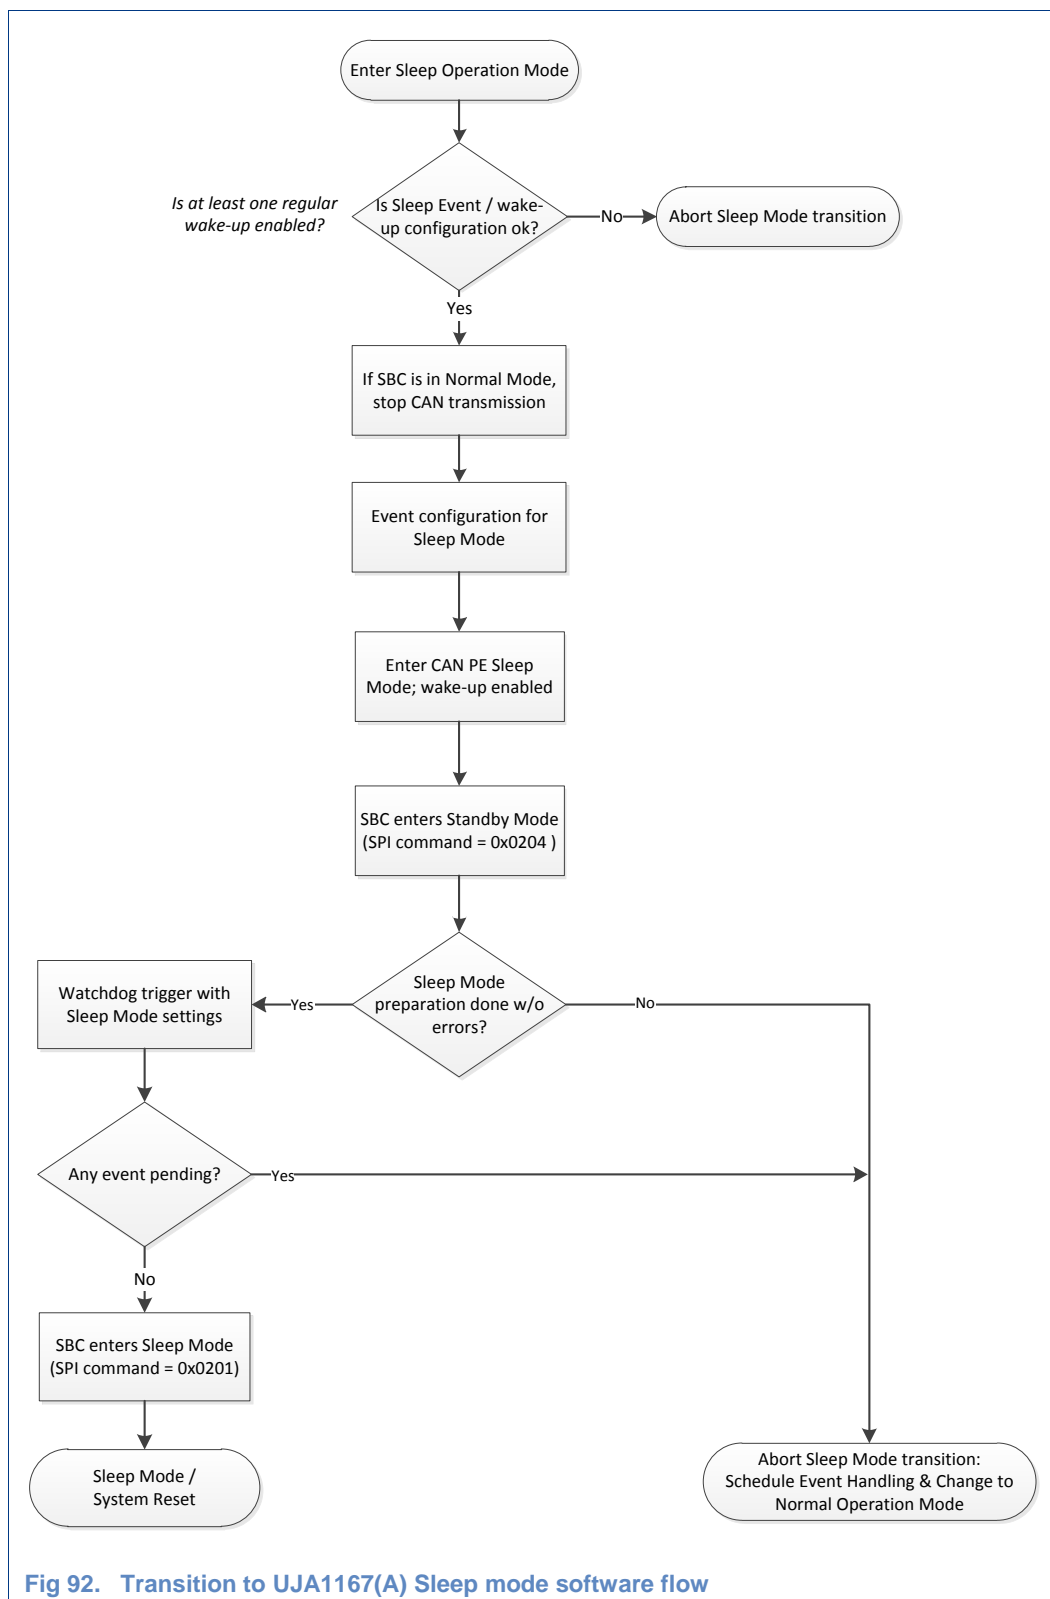 Enter Sleep Operation Mode
Is at least one regular
wake-up enabled?
Is Sleep Event / wake-
up configuration ok?
No
Abort Sleep Mode transition
Yes
If SBC is in Normal Mode,
stop CAN transmission
Event configuration for
Sleep Mode
Enter CAN PE Sleep
Mode; wake-up enabled
SBC enters Standby Mode
(SPI command = 0x0204 )
Sleep Mode
preparation done w/o
errors?
Yes
No
Watchdog trigger with
Sleep Mode settings
Any event pending?
Yes
No
SBC enters Sleep Mode
(SPI command = 0x0201)
Sleep Mode /
System Reset
Abort Sleep Mode transition:
Schedule Event Handling & Change to
Normal Operation Mode
Fig 92. Transition to UJA1167(A) Sleep mode software flow